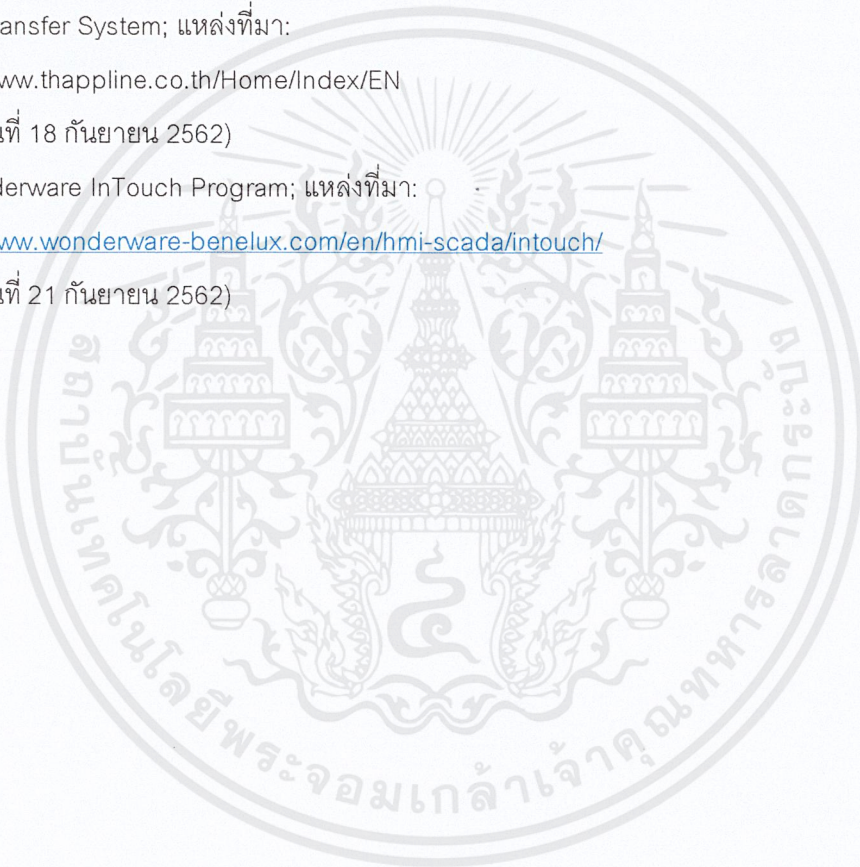 ansfer System; แหล่งที่มา:
ww.thappline.co.th/Home/Index/EN
ที่ 18 กันยายน 2562)
derware InTouch Program; แหล่งที่มา:
ww.wonderware-benelux.com/en/hmi-scada/intouch/
ที่ 21 กันยายน 2562)
สถาบันเทคโนโลยีพระจอมเกล้าเจ้าคุณทหารลาดกระบัง